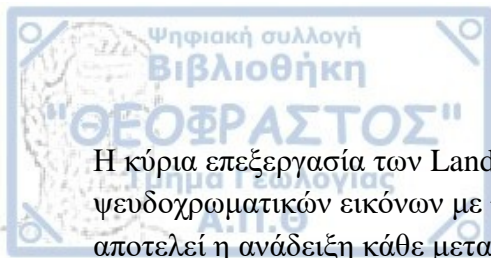 Ψηφιακή συλλογή
Βιβλιοθήκη
"ΘΕΟΦΡΑΣΤΟΣ"
Η κύρια επεξεργασία των Land
Τμήμα Γεωλογίας
ψευδοχρωματικών εικόνων με
Α.Π.Θ
αποτελεί η ανάδειξη κάθε μετα